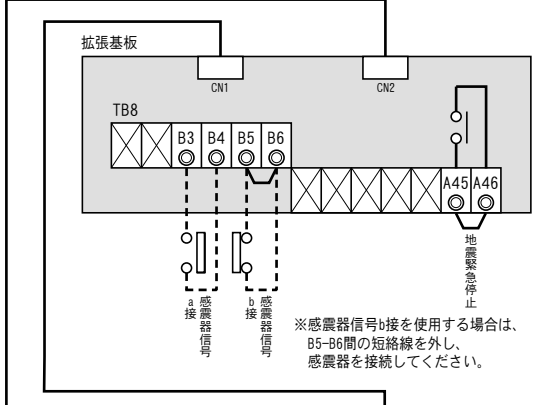 拡張基板
CN1
CN2
TB8
B3
B4
B5
B6
A45
A46
感震器信号
a接
感震器信号
b接
地震緊急停止
※感震器信号b接を使用する場合は、
B5-B6間の短絡線を外し、
感震器を接続してください。